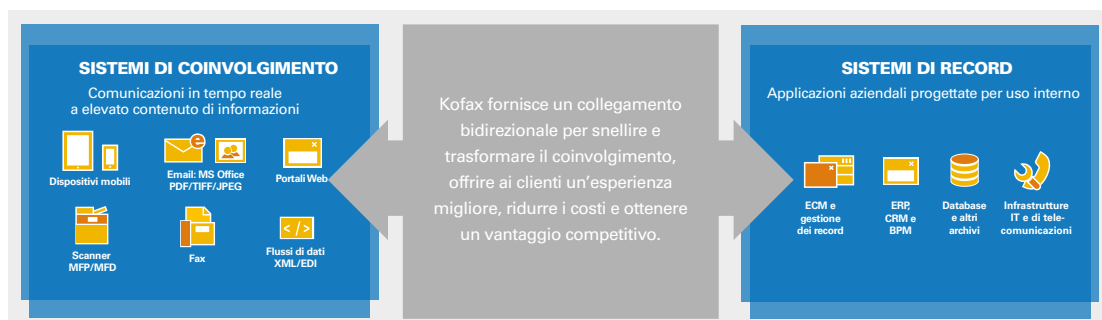 SISTEMI DI COINVOLGIMENTO
Comunicazioni in tempo reale
a elevato contenuto di informazioni
Dispositivi mobili
Email: MS Office
PDF/TIFF/JPEG
Portali Web
Scanner
MFP/MFD
Fax
</>
Flussi di dati
XML/EDI
Kofax fornisce un collegamento
bidirezionale per snellire e
trasformare il coinvolgimento,
offrire ai clienti un'esperienza
migliore, ridurre i costi e ottenere
un vantaggio competitivo.
SISTEMI DI RECORD
Applicazioni aziendali progettate per uso interno
ECM e
gestione
dei record
ERP,
CRM e
BPM
Database
e altri
archivi
Infrastrutture
IT e di tele-
comunicazioni